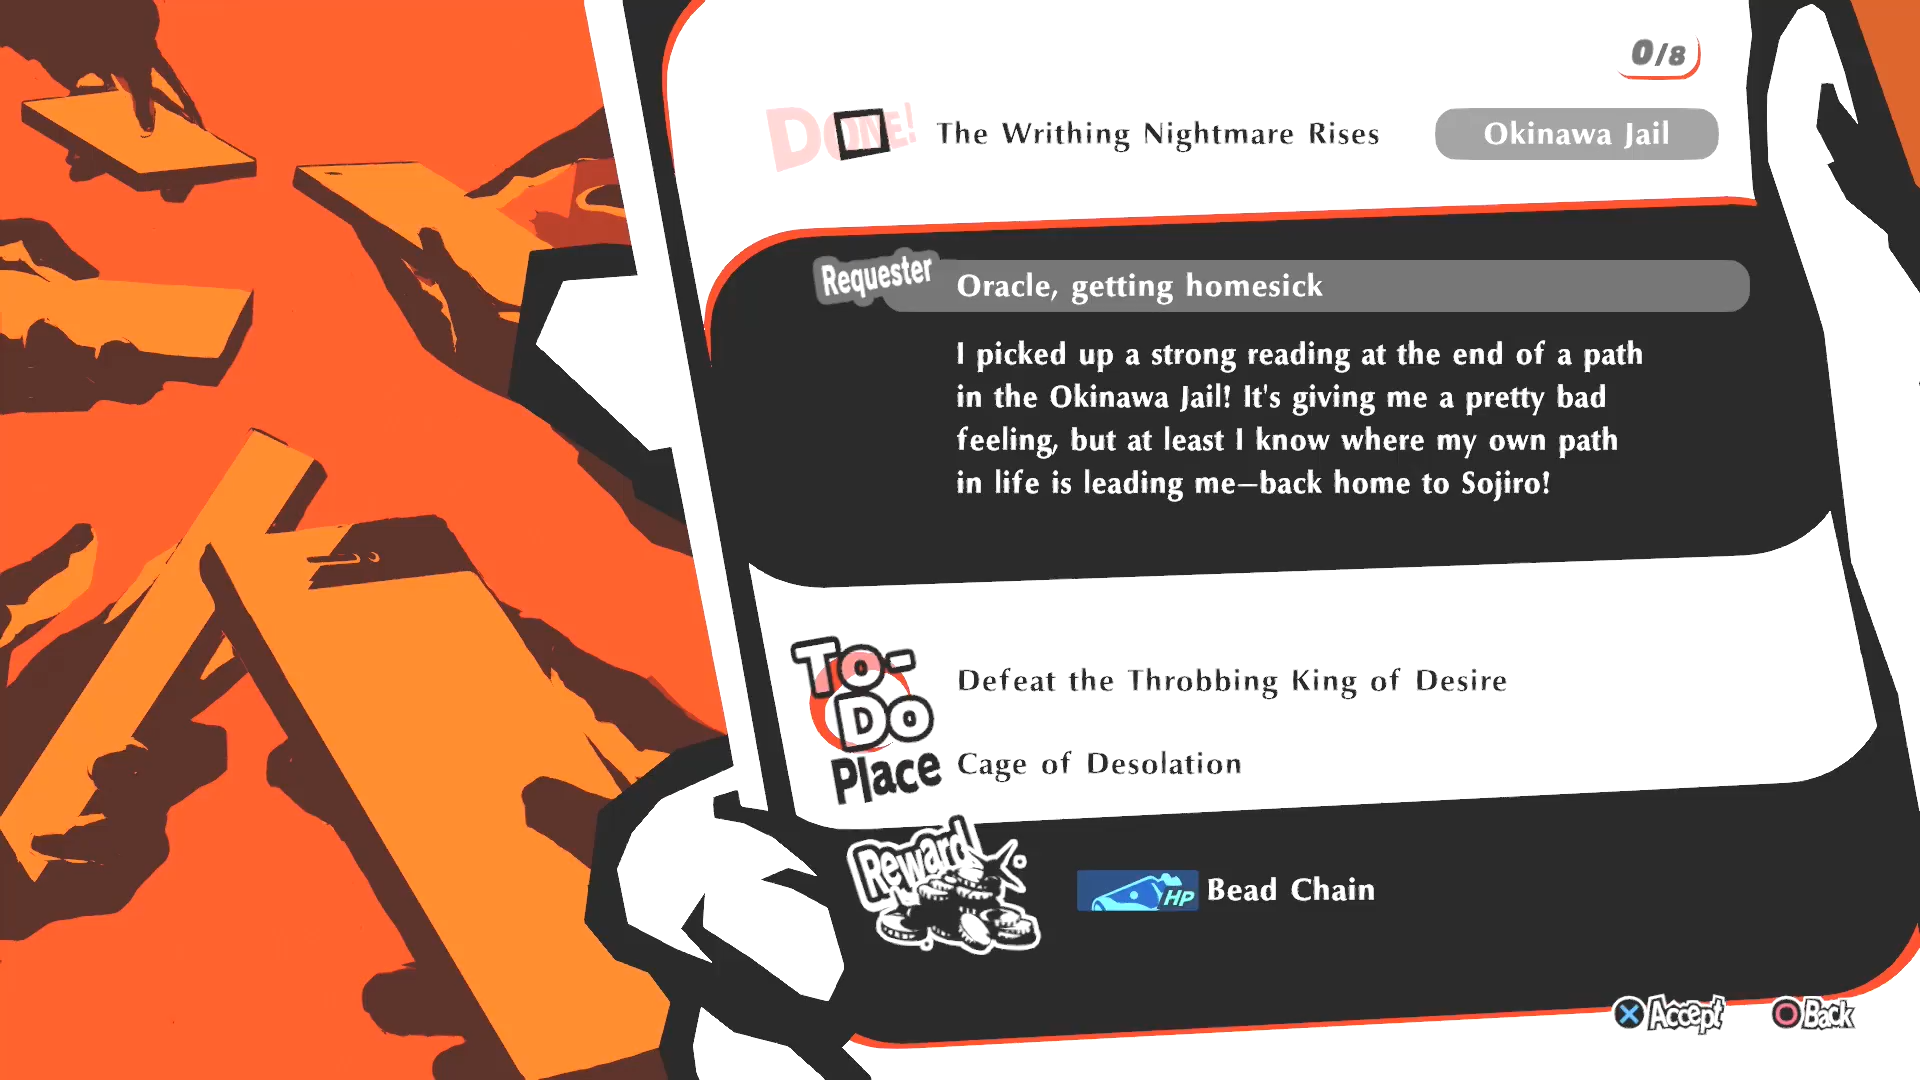 0/8
DONE!
The Writhing Nightmare Rises
Okinawa Jail
Requester
Oracle, getting homesick
I picked up a strong reading at the end of a path
in the Okinawa Jail! It's giving me a pretty bad
feeling, but at least I know where my own path
in life is leading me—back home to Sojiro!
To-
Do
Defeat the Throbbing King of Desire
Place
Cage of Desolation
Reward
HP
Bead Chain
Accept
Back